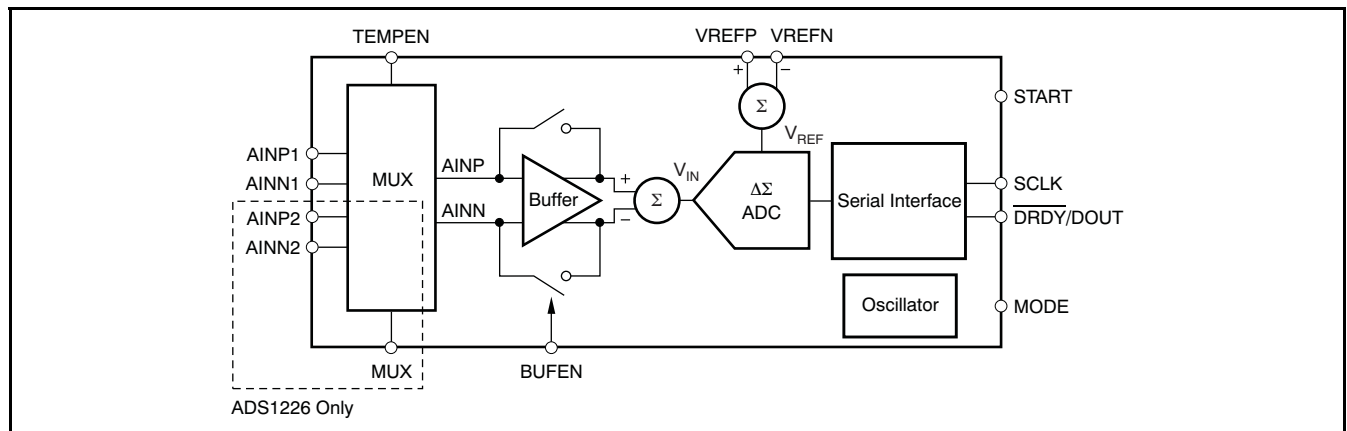 TEMPEN
VREFP VREFN
+ −
Σ
START
V_REF
AINP1
AINN1
AINP2
AINN2
MUX
AINP
AINN
Buffer
+
−
Σ
V_IN
ΔΣ
ADC
Serial Interface
SCLK
DRDY/DOUT
Oscillator
MODE
MUX
BUFEN
ADS1226 Only